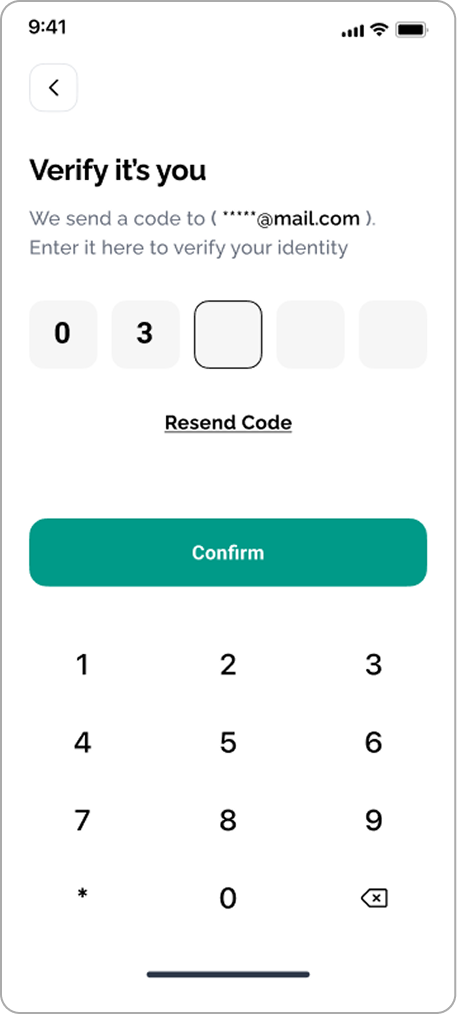 9:41
Verify it's you
We send a code to ( *****@mail.com ).
Enter it here to verify your identity
0 3
Resend Code
Confirm
1 2 3
4 5 6
7 8 9
* 0